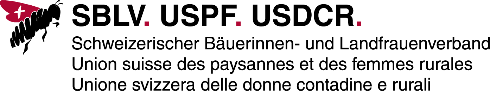 SBLV. USPF. USDCR.
Schweizerischer Bäuerinnen- und Landfrauenverband
Union suisse des paysannes et des femmes rurales
Unione svizzera delle donne contadine e rurali